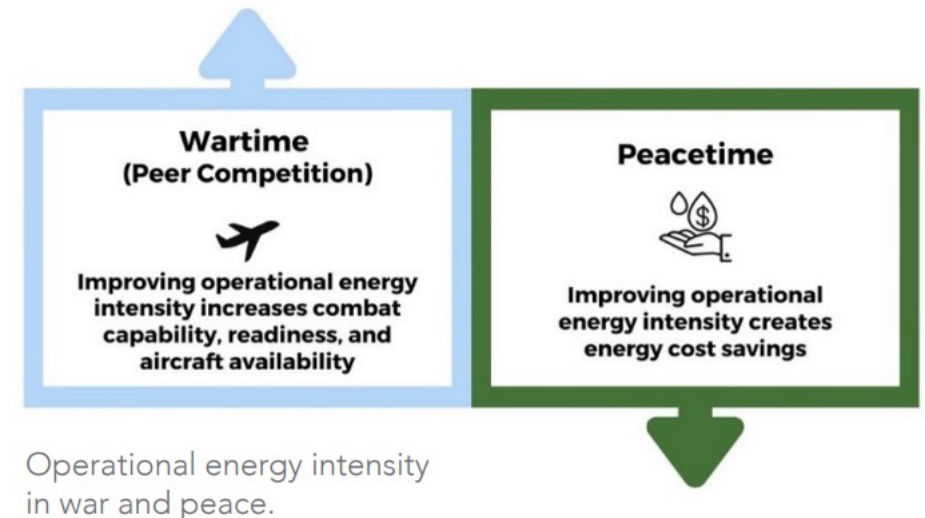 Wartime
(Peer Competition)
Improving operational energy
intensity increases combat
capability, readiness, and
aircraft availability
Peacetime
$
Improving operational
energy intensity creates
energy cost savings
Operational energy intensity
in war and peace.